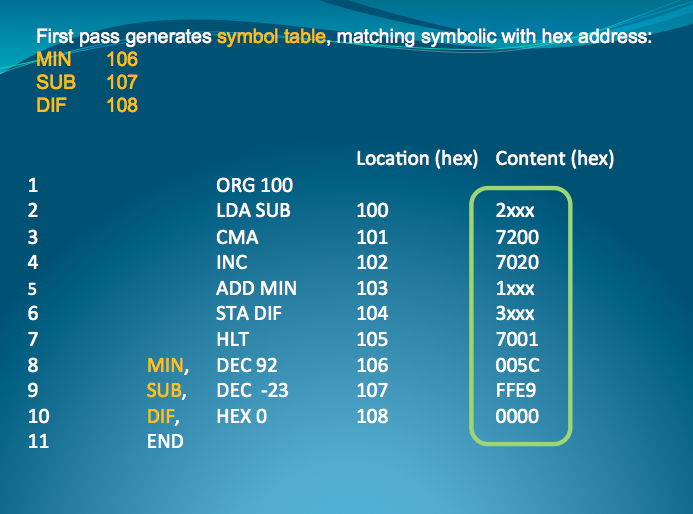 First pass generates symbol table, matching symbolic with hex address:
MIN 106
SUB 107
DIF 108
Location (hex) Content (hex)
1 ORG 100
2 LDA SUB 100 2xxx
3 CMA 101 7200
4 INC 102 7020
5 ADD MIN 103 1xxx
6 STA DIF 104 3xxx
7 HLT 105 7001
8 MIN, DEC 92 106 005C
9 SUB, DEC -23 107 FFE9
10 DIF, HEX 0 108 0000
11 END